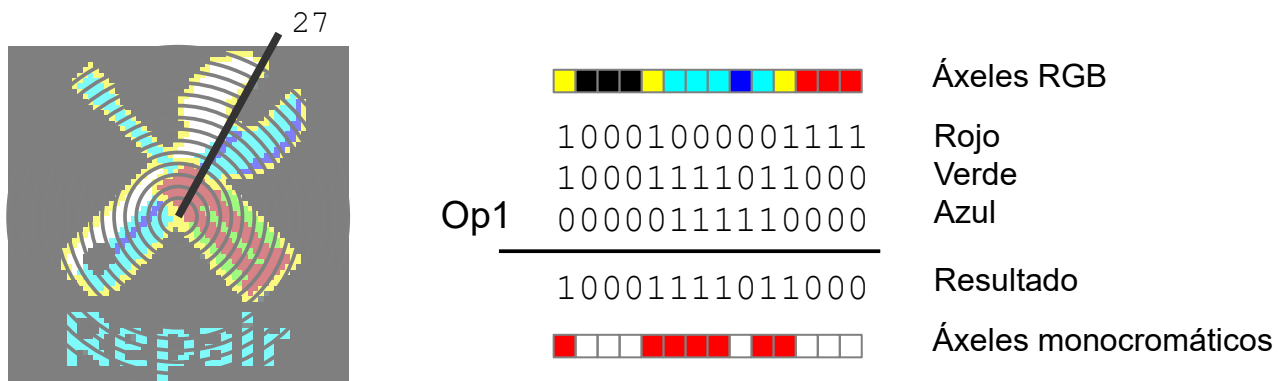 27
Repair
Áxeles RGB
10001000001111 Rojo
10001111011000 Verde
Op1 00000111110000 Azul
10001111011000 Resultado
Áxeles monocromáticos